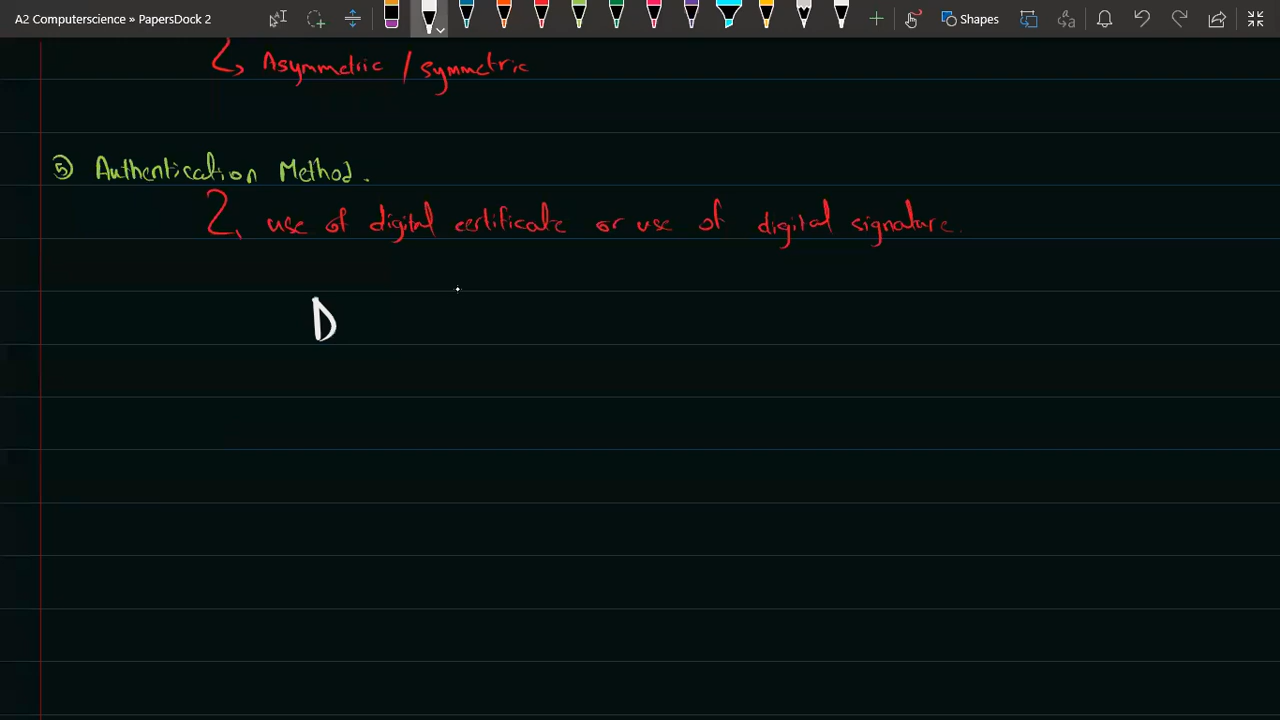 A2 Computerscience » PapersDock 2
Shapes
Asymmetric / symmetric
⑤ Authentication Method.
use of digital certificate or use of digital signature.
D